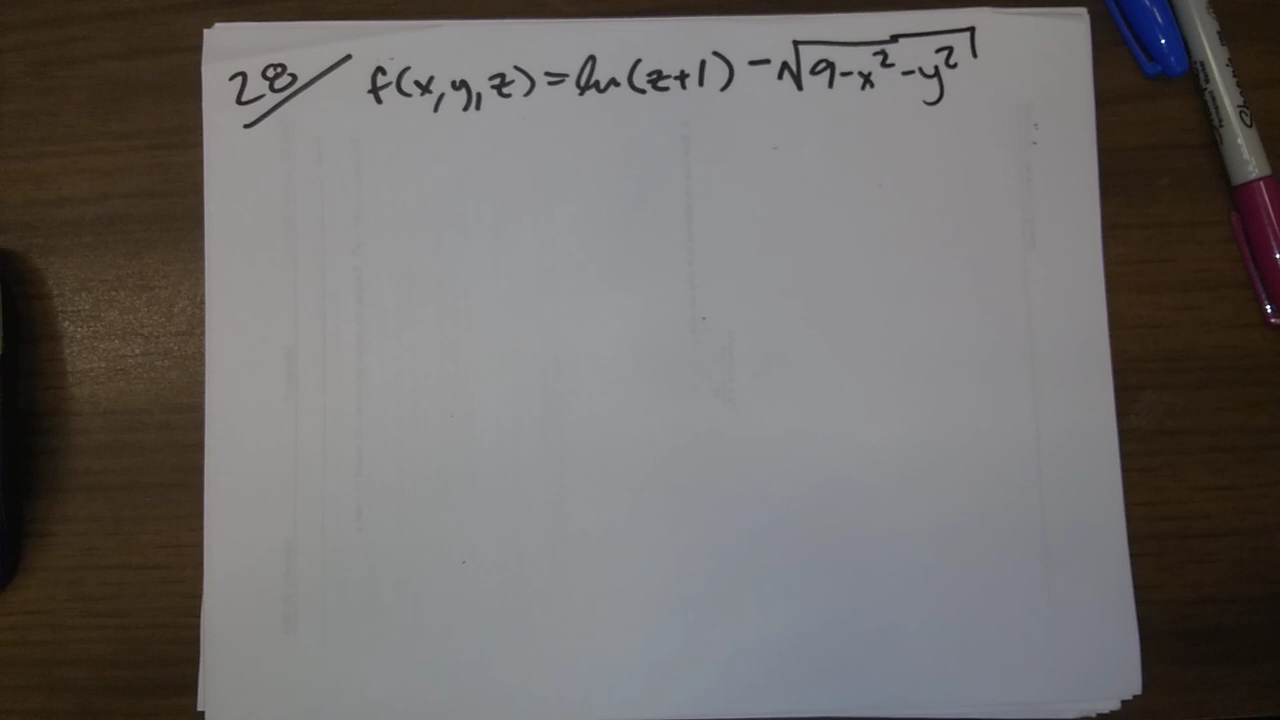 28/ f(x,y,z)=ln(z+1) -√9-x²-y²